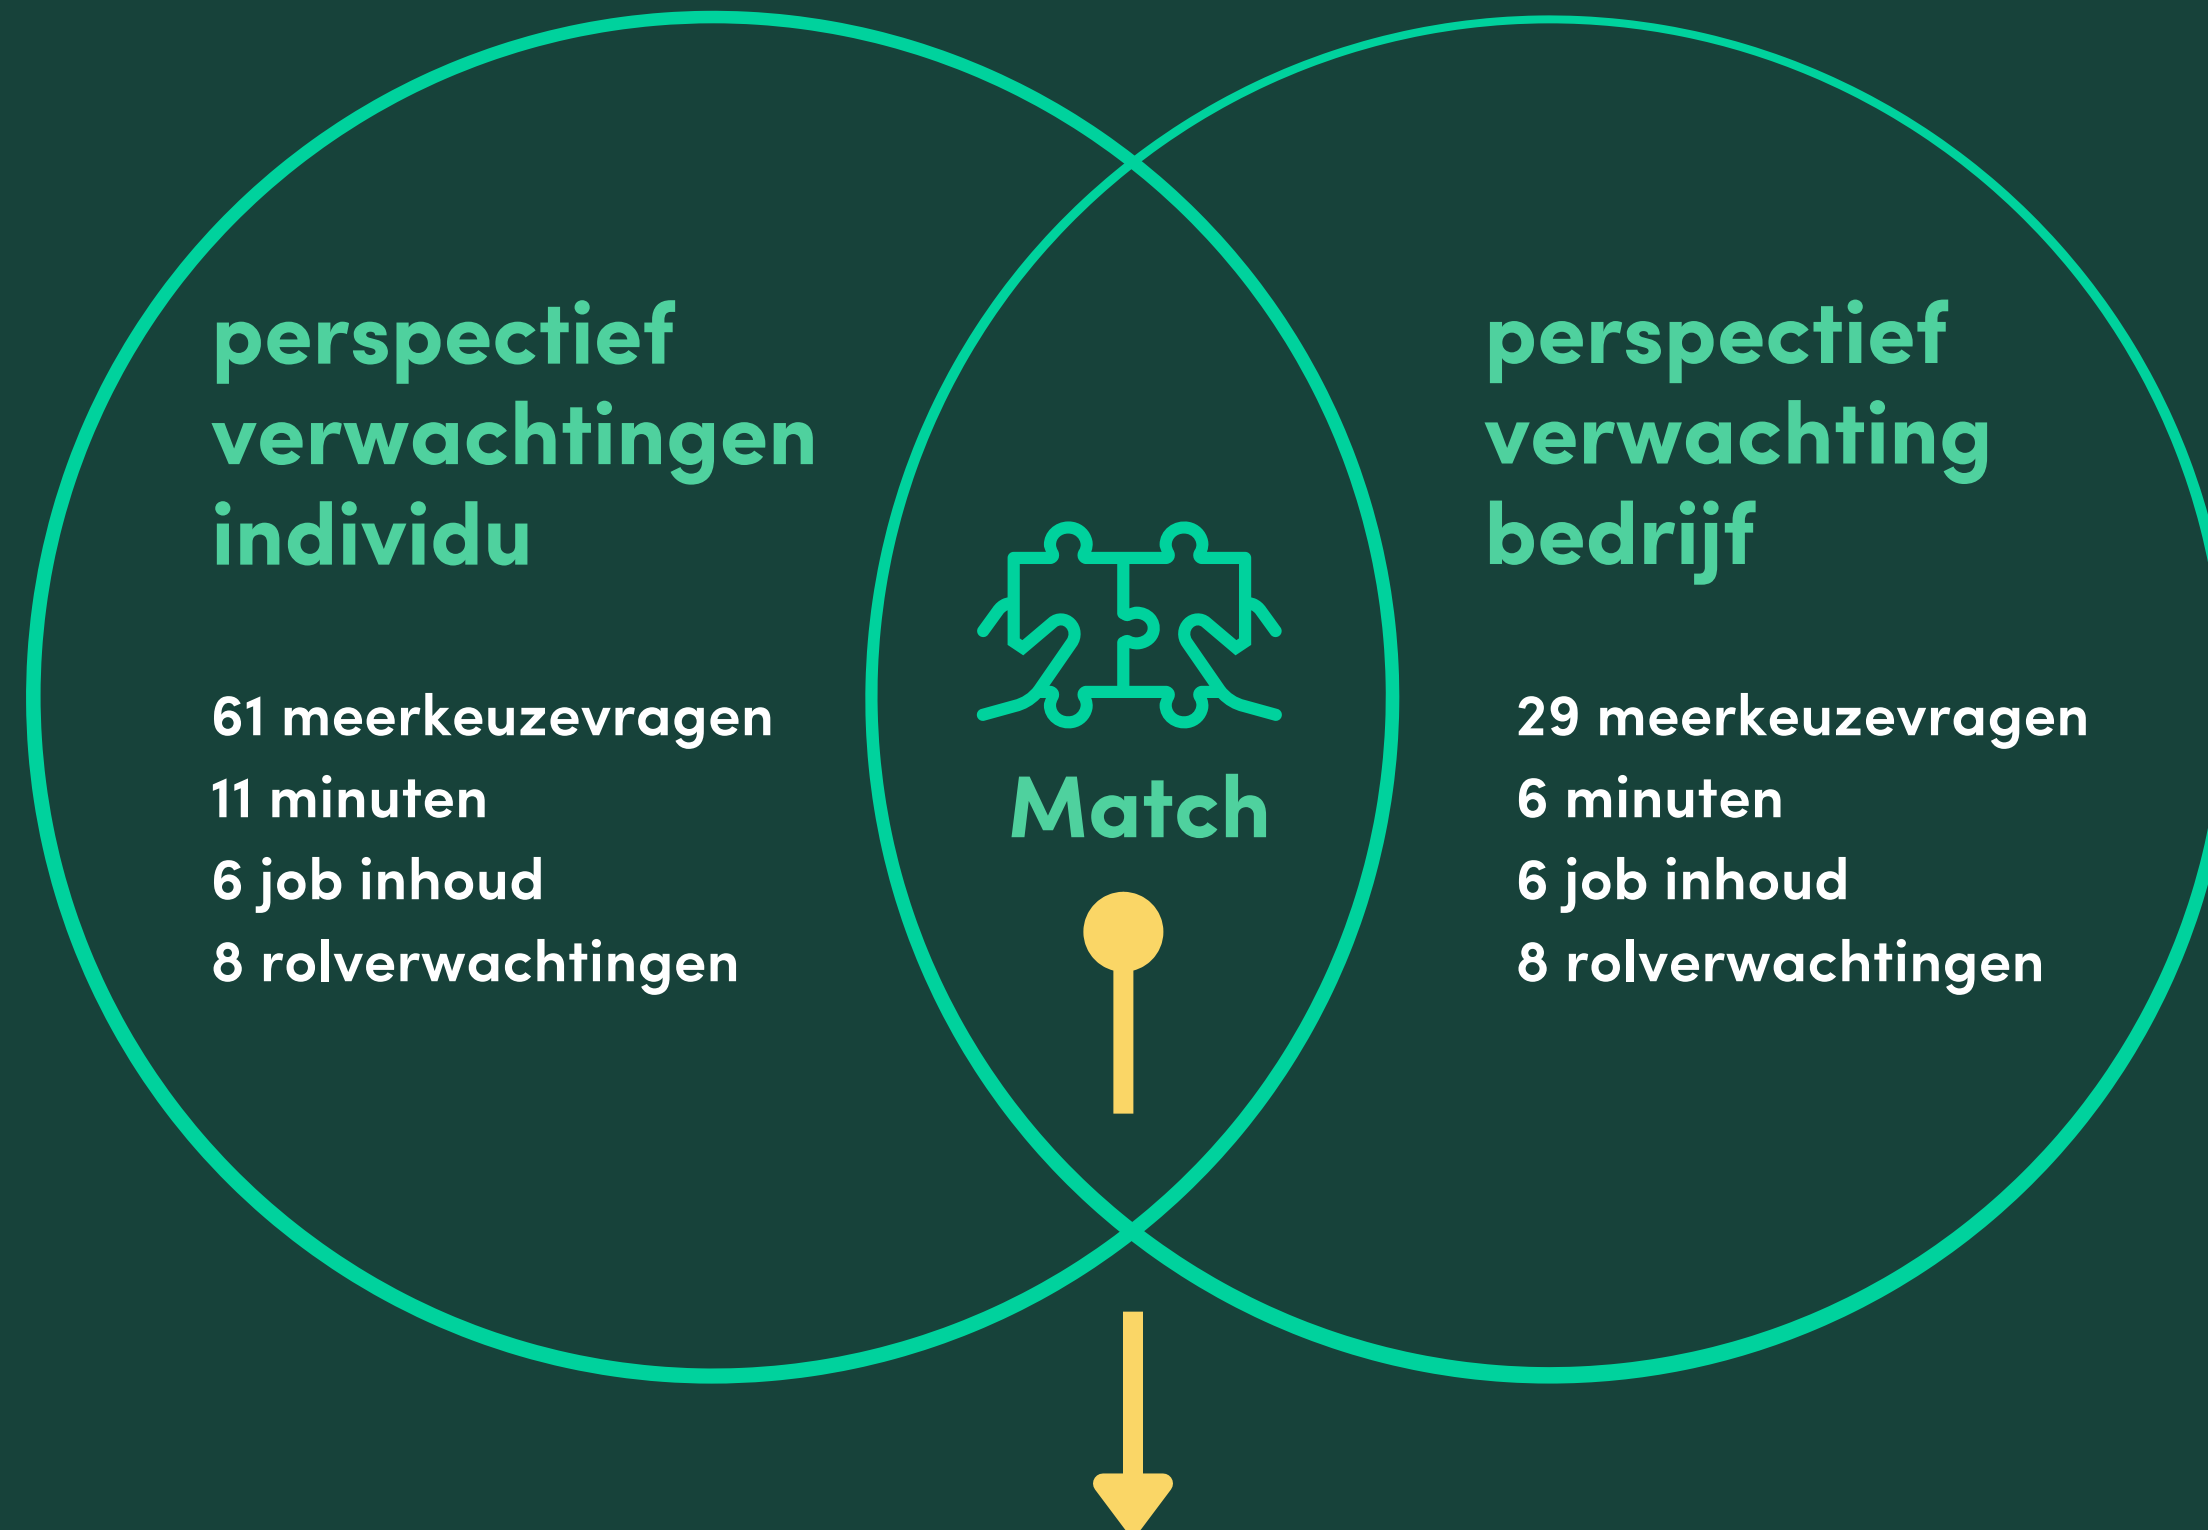 perspectief
verwachtingen
individu
61 meerkeuzevragen
11 minuten
6 job inhoud
8 rolverwachtingen
Match
perspectief
verwachting
bedrijf
29 meerkeuzevragen
6 minuten
6 job inhoud
8 rolverwachtingen